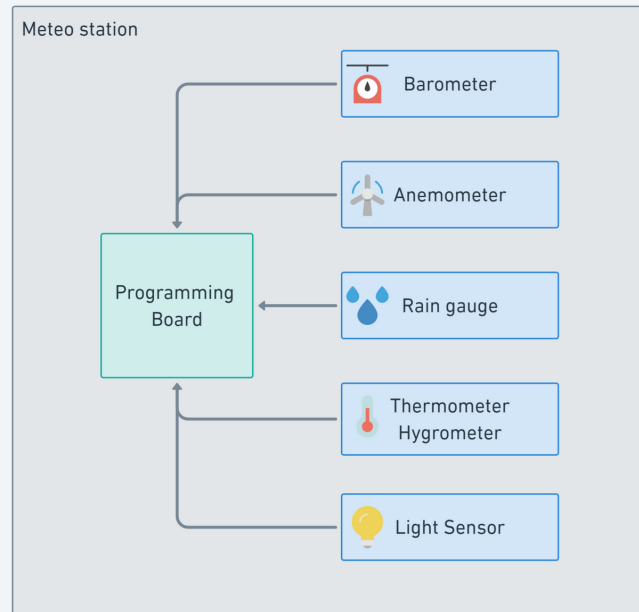 Meteo station
Barometer
Anemometer
Programming
Board
Rain gauge
Thermometer
Hygrometer
Light Sensor